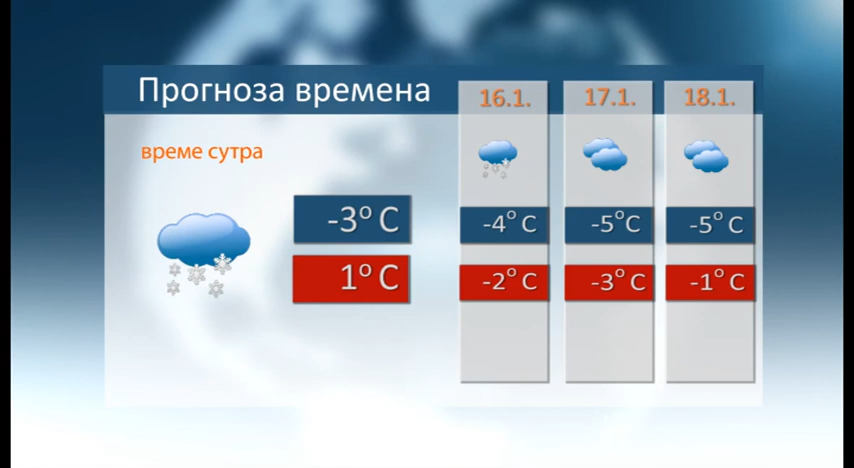 Прогноза времена
време сутра
-3° C
1° C
16.1.
-4° C
-2° C
17.1.
-5°C
-3° C
18.1.
-5° C
-1° C